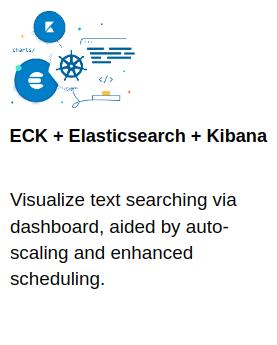 charts/
</>
ECK + Elasticsearch + Kibana
Visualize text searching via
dashboard, aided by auto-
scaling and enhanced
scheduling.